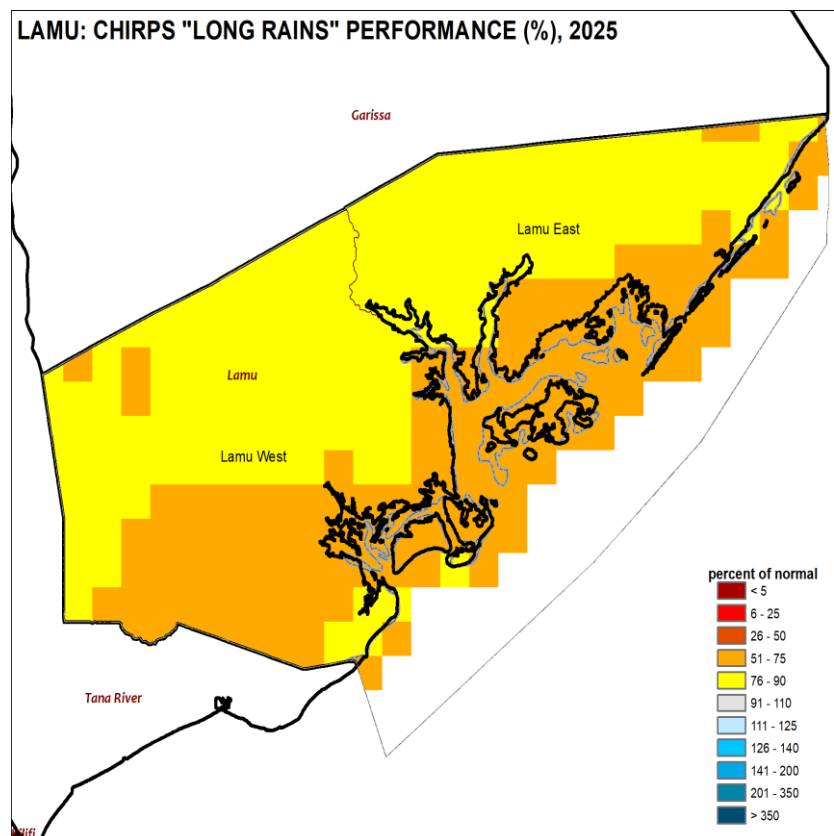 LAMU: CHIRPS "LONG RAINS" PERFORMANCE (%), 2025
Garissa
Lamu East
Lamu
Lamu West
Tana River
percent of normal
< 5
6 - 25
26 - 50
51 - 75
76 - 90
91 - 110
111 - 125
126 - 140
141 - 200
201 - 350
> 350